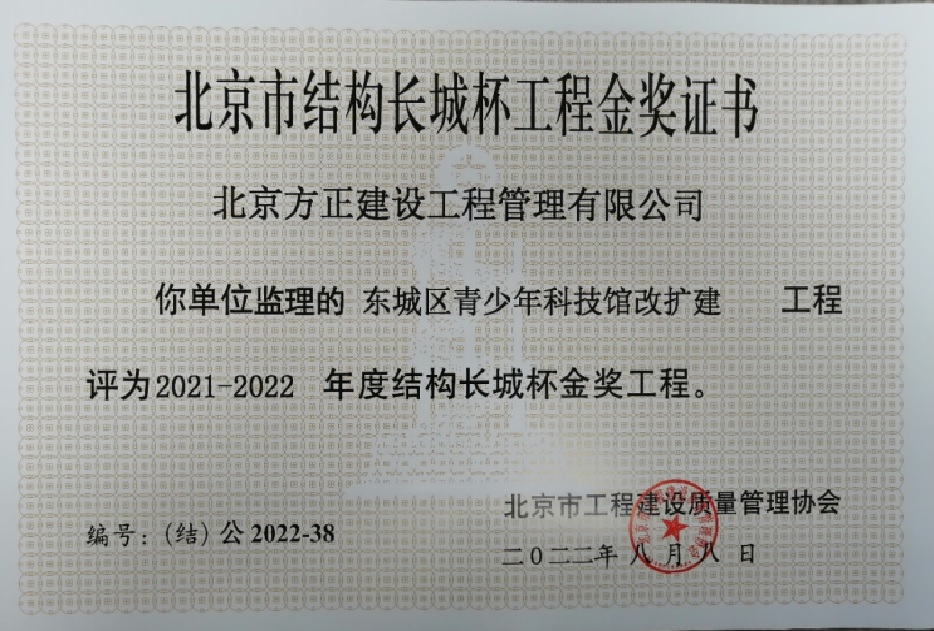 北京市结构长城杯工程金奖证书
北京方正建设工程管理有限公司
你单位监理的 东城区青少年科技馆改扩建 工程
评为2021-2022 年度结构长城杯金奖工程。
北京市工程建设质量管理协会
编号：（结）公 2022-38
二〇二二年 八 月 八 日